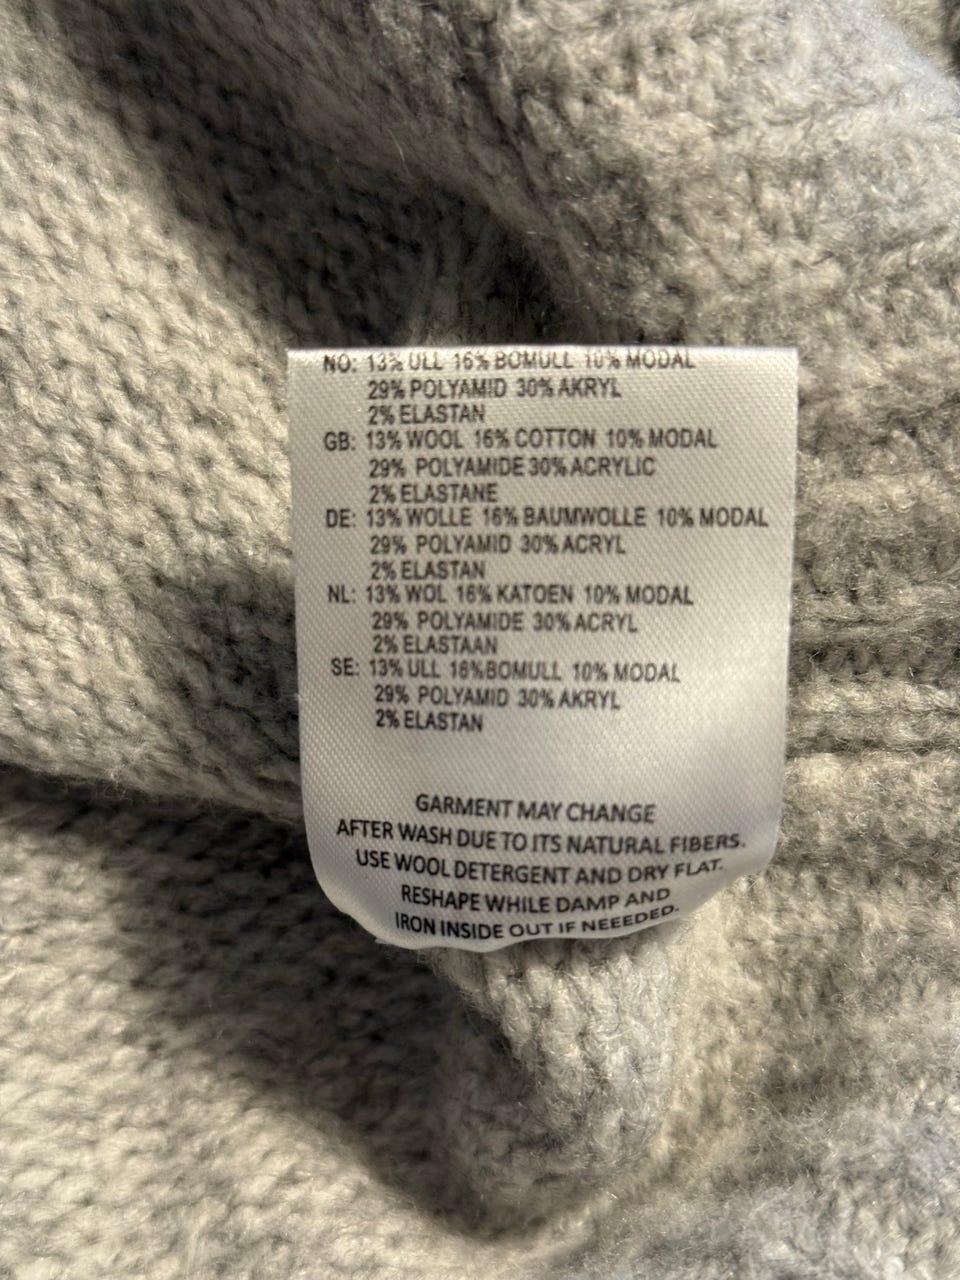 NO: 13% ULL 16% BOMULL 10% MODAL
29% POLYAMID 30% AKRYL
2% ELASTAN
GB: 13% WOOL 16% COTTON 10% MODAL
29% POLYAMIDE 30% ACRYLIC
2% ELASTANE
DE: 13% WOLLE 16% BAUMWOLLE 10% MODAL
29% POLYAMID 30% ACRYL
2% ELASTAN
NL: 13% WOL 16% KATOEN 10% MODAL
29% POLYAMIDE 30% ACRYL
2% ELASTAAN
SE: 13% ULL 16% BOMULL 10% MODAL
29% POLYAMID 30% AKRYL
2% ELASTAN
GARMENT MAY CHANGE
AFTER WASH DUE TO ITS NATURAL FIBERS.
USE WOOL DETERGENT AND DRY FLAT.
RESHAPE WHILE DAMP AND
IRON INSIDE OUT IF NEEEDED.